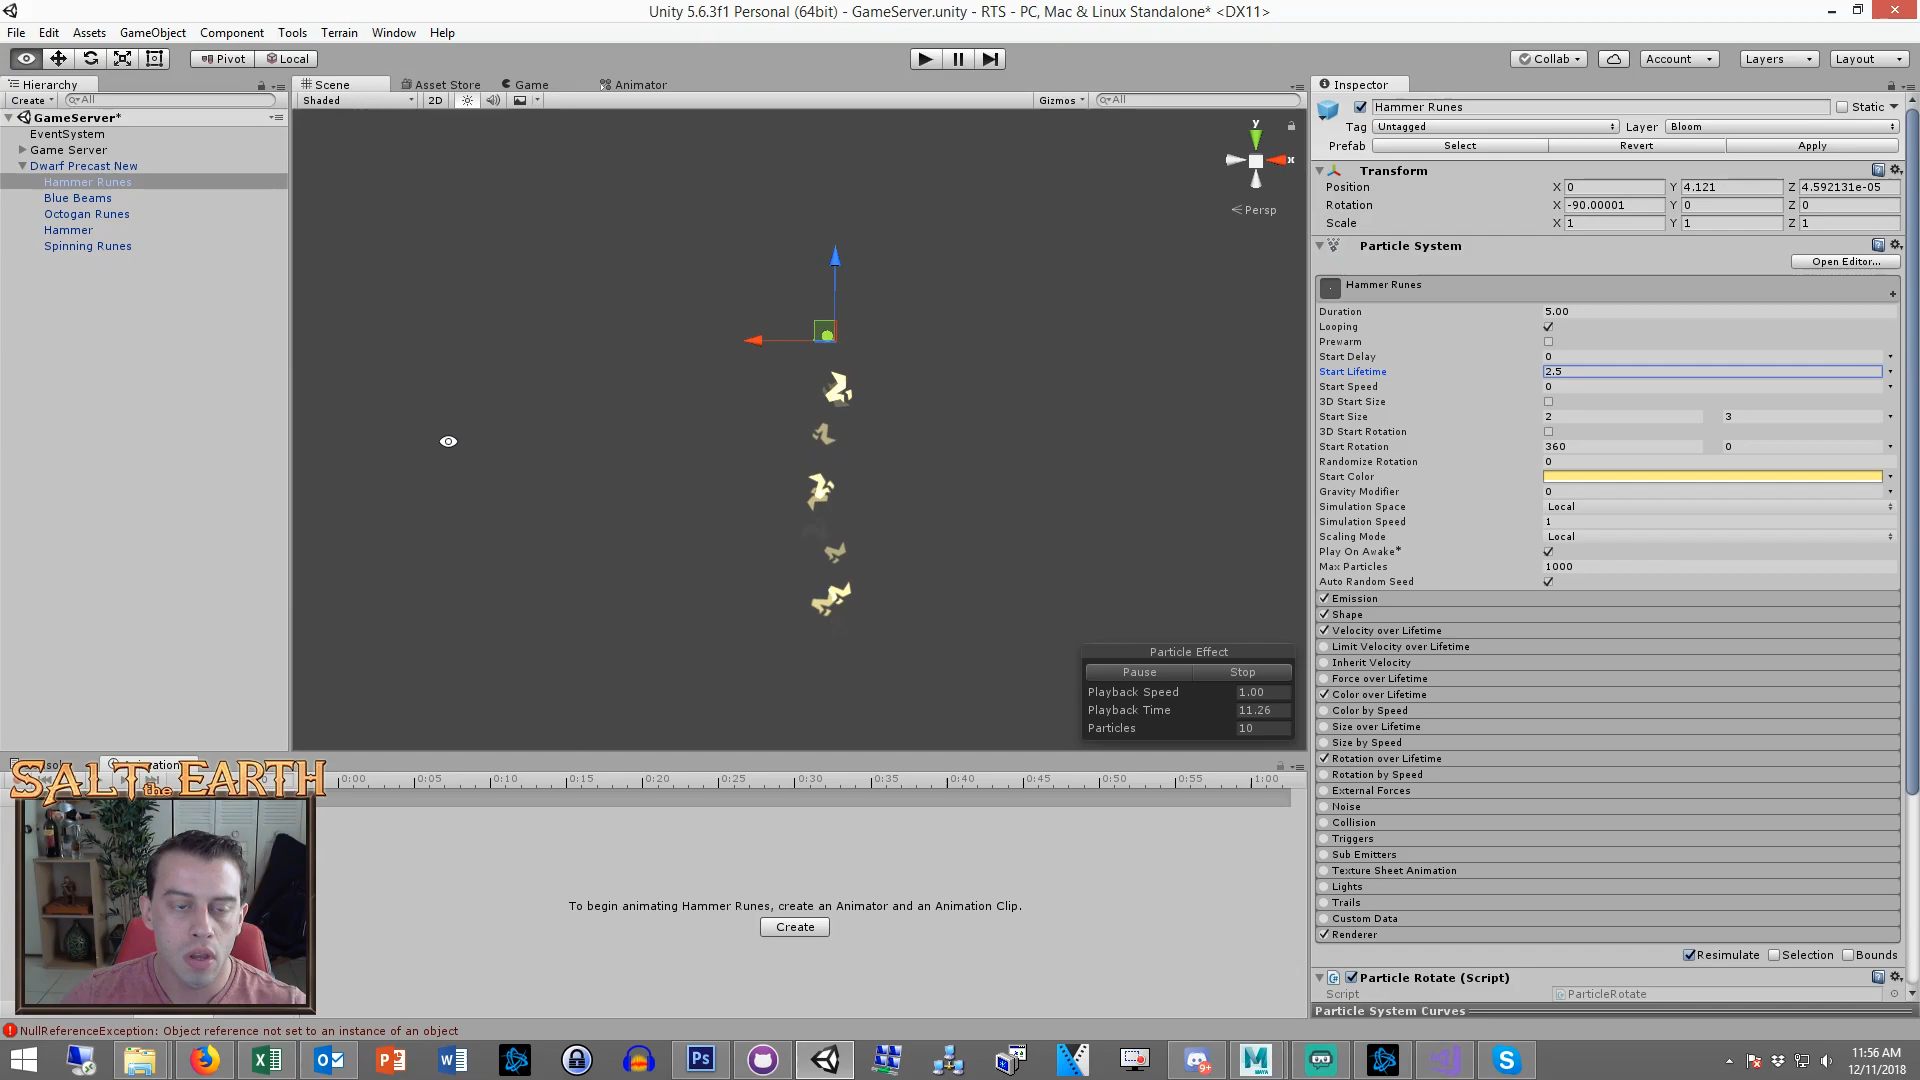 Unity 5.6.3f1 Personal (64bit) - GameServer.unity - RTS - PC, Mac & Linux Standalone* <DX11>
File Edit Assets GameObject Component Tools Terrain Window Help
Pivot Local Collab Account Layers Layout
Hierarchy
Create All
GameServer*
EventSystem
Game Server
Dwarf Precast New
Hammer Runes
Blue Beams
Octogan Runes
Hammer
Spinning Runes
Scene Asset Store Game Animator
Shaded 2D Gizmos All
y
x
Persp
Particle Effect
Pause Stop
Playback Speed 1.00
Playback Time 11.26
Particles 10
Inspector
Hammer Runes Static
Tag Untagged Layer Bloom
Prefab Select Revert Apply
Transform
Position X 0 Y 4.121 Z 4.592131e-05
Rotation X -90.00001 Y 0 Z 0
Scale X 1 Y 1 Z 1
Particle System
Open Editor...
Hammer Runes
Duration 5.00
Looping
Prewarm
Start Delay 0
Start Lifetime 2.5
Start Speed 0
3D Start Size
Start Size 2 3
3D Start Rotation
Start Rotation 360 0
Randomize Rotation 0
Start Color
Gravity Modifier 0
Simulation Space Local
Simulation Speed 1
Scaling Mode Local
Play On Awake*
Max Particles 1000
Auto Random Seed
Emission
Shape
Velocity over Lifetime
Limit Velocity over Lifetime
Inherit Velocity
Force over Lifetime
Color over Lifetime
Color by Speed
Size over Lifetime
Size by Speed
Rotation over Lifetime
Rotation by Speed
External Forces
Noise
Collision
Triggers
Sub Emitters
Texture Sheet Animation
Lights
Trails
Custom Data
Renderer
Resimulate Selection Bounds
Particle Rotate (Script)
Script ParticleRotate
Particle System Curves
0:00 0:05 0:10 0:15 0:20 0:25 0:30 0:35 0:40 0:45 0:50 0:55 1:00
SALT the EARTH
To begin animating Hammer Runes, create an Animator and an Animation Clip.
Create
NullReferenceException: Object reference not set to an instance of an object
Ps
9+
11:56 AM
12/11/2018